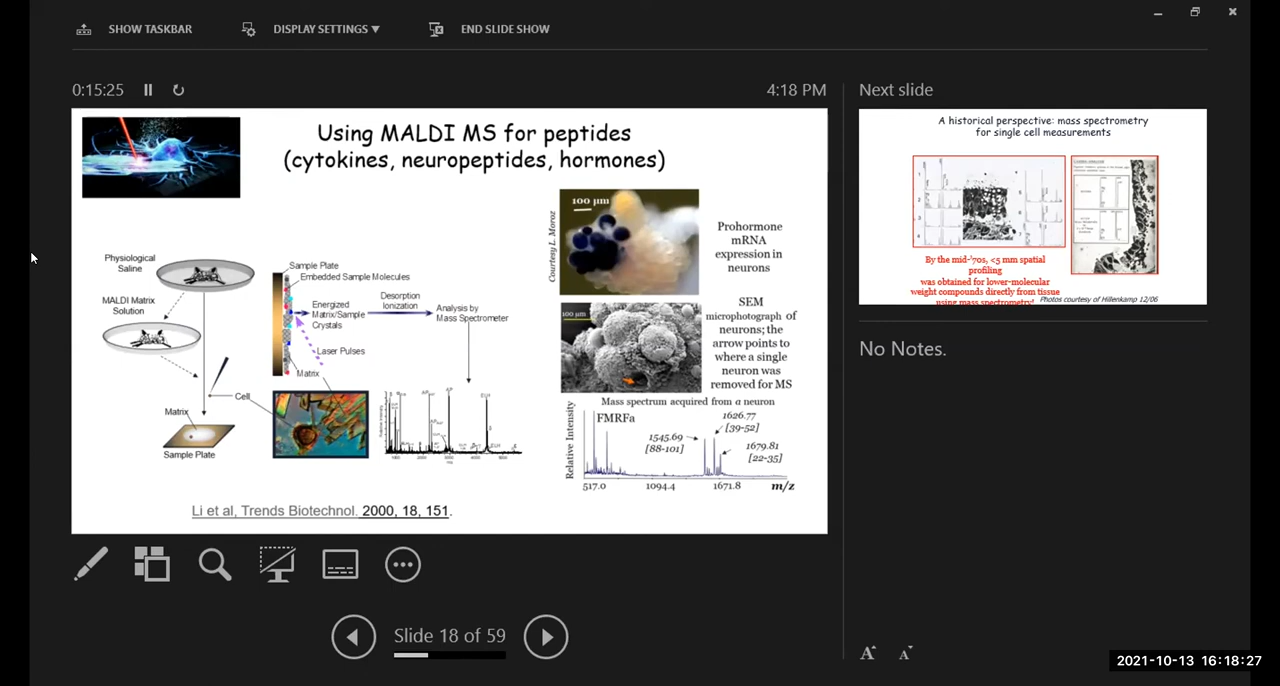 SHOW TASKBAR
DISPLAY SETTINGS ▼
END SLIDE SHOW
0:15:25
4:18 PM
Using MALDI MS for peptides
(cytokines, neuropeptides, hormones)
Physiological
Saline
MALDI Matrix
Solution
Cell
Matrix
Sample Plate
Sample Plate
Embedded Sample Molecules
Energized
Matrix/Sample
Crystals
Desorption
Ionization
Analysis by
Mass Spectrometer
Laser Pulses
Matrix
Courtesy L. Moroz
100 µm
Prohormone
mRNA
expression in
neurons
100 µm
SEM
microphotograph of
neurons; the
arrow points to
where a single
neuron was
removed for MS
Mass spectrum acquired from a neuron
Relative Intensity
FMRFa
1626.77
[39-52]
1545.69
[88-101]
1679.81
[22-35]
517.0
1094.4
1671.8
m/z
Li et al, Trends Biotechnol. 2000, 18, 151.
Slide 18 of 59
Next slide
A historical perspective: mass spectrometry
for single cell measurements
By the mid-'70s, <5 mm spatial
profiling
was obtained for lower-molecular
weight compounds directly from tissue
using mass spectrometry!
Photos courtesy of Hillenkamp 12/06
No Notes.
A A
2021-10-13 16:18:27